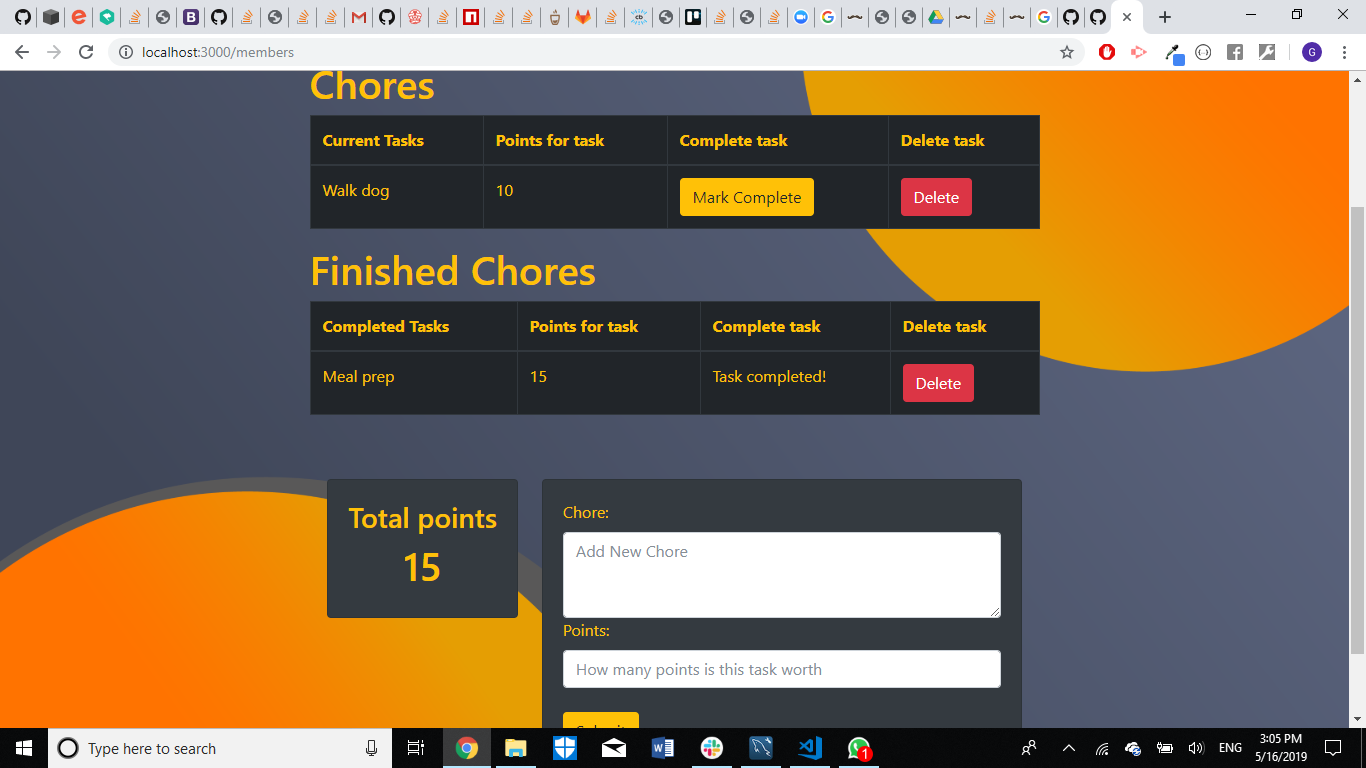 localhost:3000/members
G
Chores
Current Tasks Points for task Complete task Delete task
Walk dog 10 Mark Complete Delete
Finished Chores
Completed Tasks Points for task Complete task Delete task
Meal prep 15 Task completed! Delete
Total points
15
Chore:
Add New Chore
Points:
How many points is this task worth
Submit
Type here to search
1
ENG
3:05 PM
5/16/2019